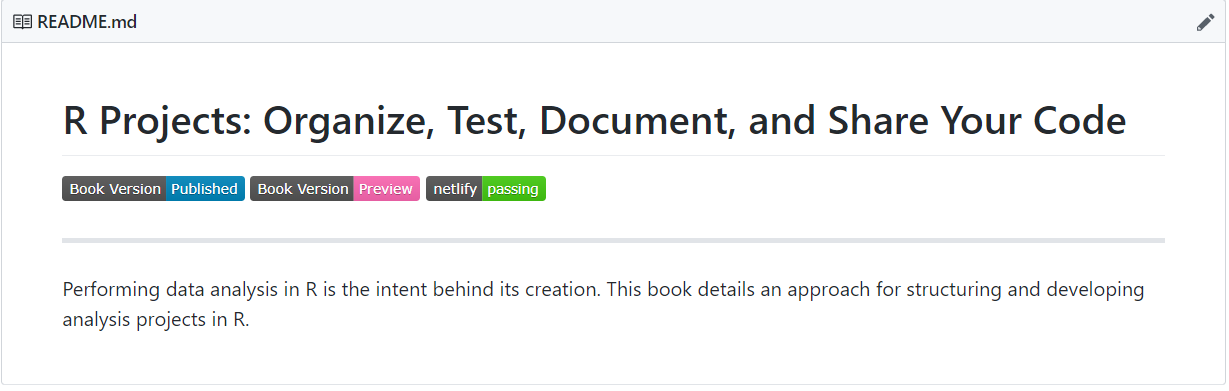 README.md
R Projects: Organize, Test, Document, and Share Your Code
Book Version Published Book Version Preview netlify passing
Performing data analysis in R is the intent behind its creation. This book details an approach for structuring and developing
analysis projects in R.